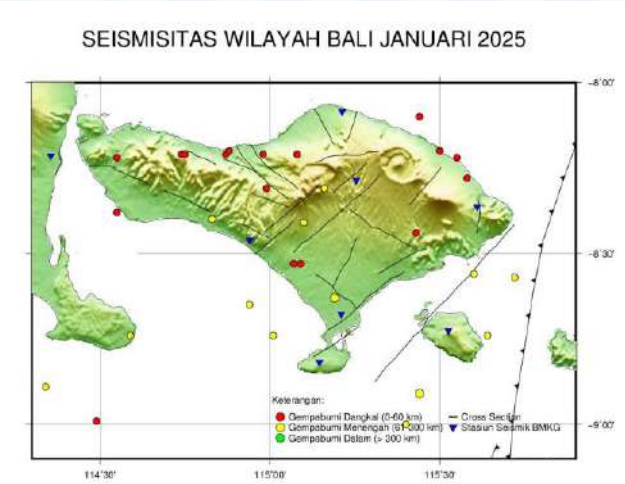 SEISMISITAS WILAYAH BALI JANUARI 2025
-8˚00'
-8˚30'
Keterangan:
Gempabumi Dangkal (0-60 km)
Gempabumi Menengah (61-300 km)
Gempabumi Dalam (> 300 km)
Cross Section
Stasiun Seismik BMKG
-9˚00'
114˚30'
115˚00'
115˚30'